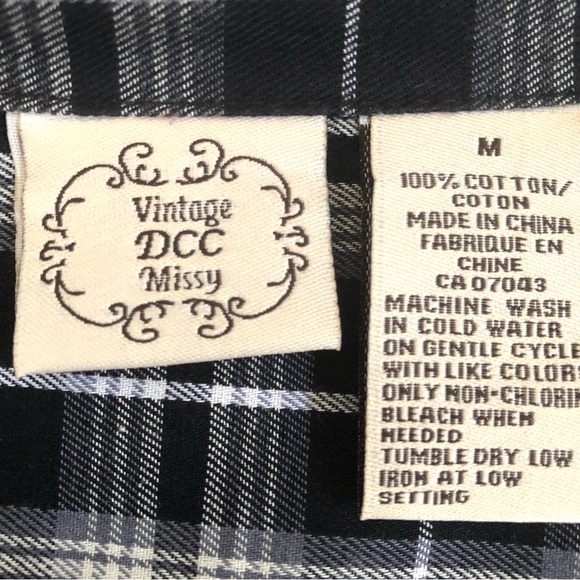 Vintage
DCC
Missy
M
100% COTTON/
COTON
MADE IN CHINA
FABRIQUE EN
CHINE
CA 07043
MACHINE WASH
IN COLD WATER
ON GENTLE CYCLE
WITH LIKE COLORS
ONLY NON-CHLORIN
BLEACH WHEN
NEEDED
TUMBLE DRY LOW
IRON AT LOW
SETTING